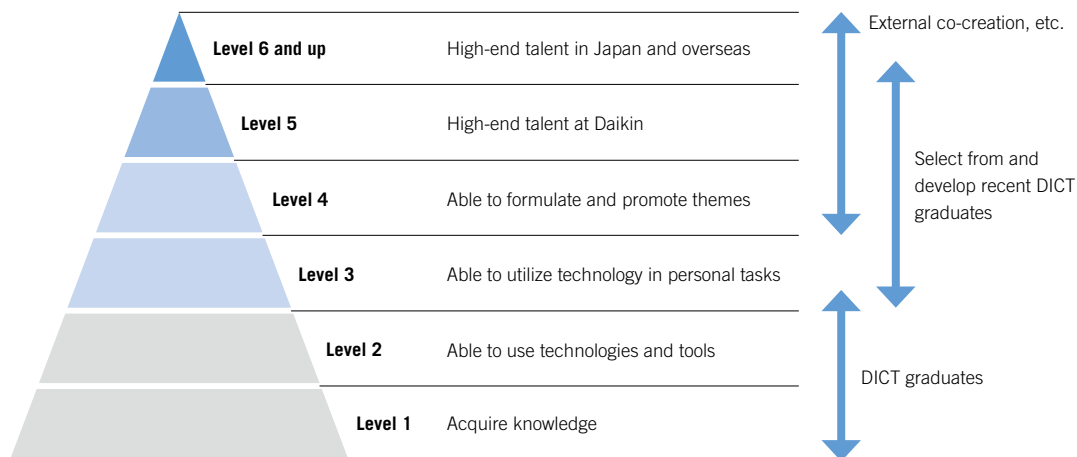 External co-creation, etc.
Level 6 and up
High-end talent in Japan and overseas
Level 5
High-end talent at Daikin
Select from and
develop recent DICT
graduates
Level 4
Able to formulate and promote themes
Level 3
Able to utilize technology in personal tasks
Level 2
Able to use technologies and tools
DICT graduates
Level 1
Acquire knowledge